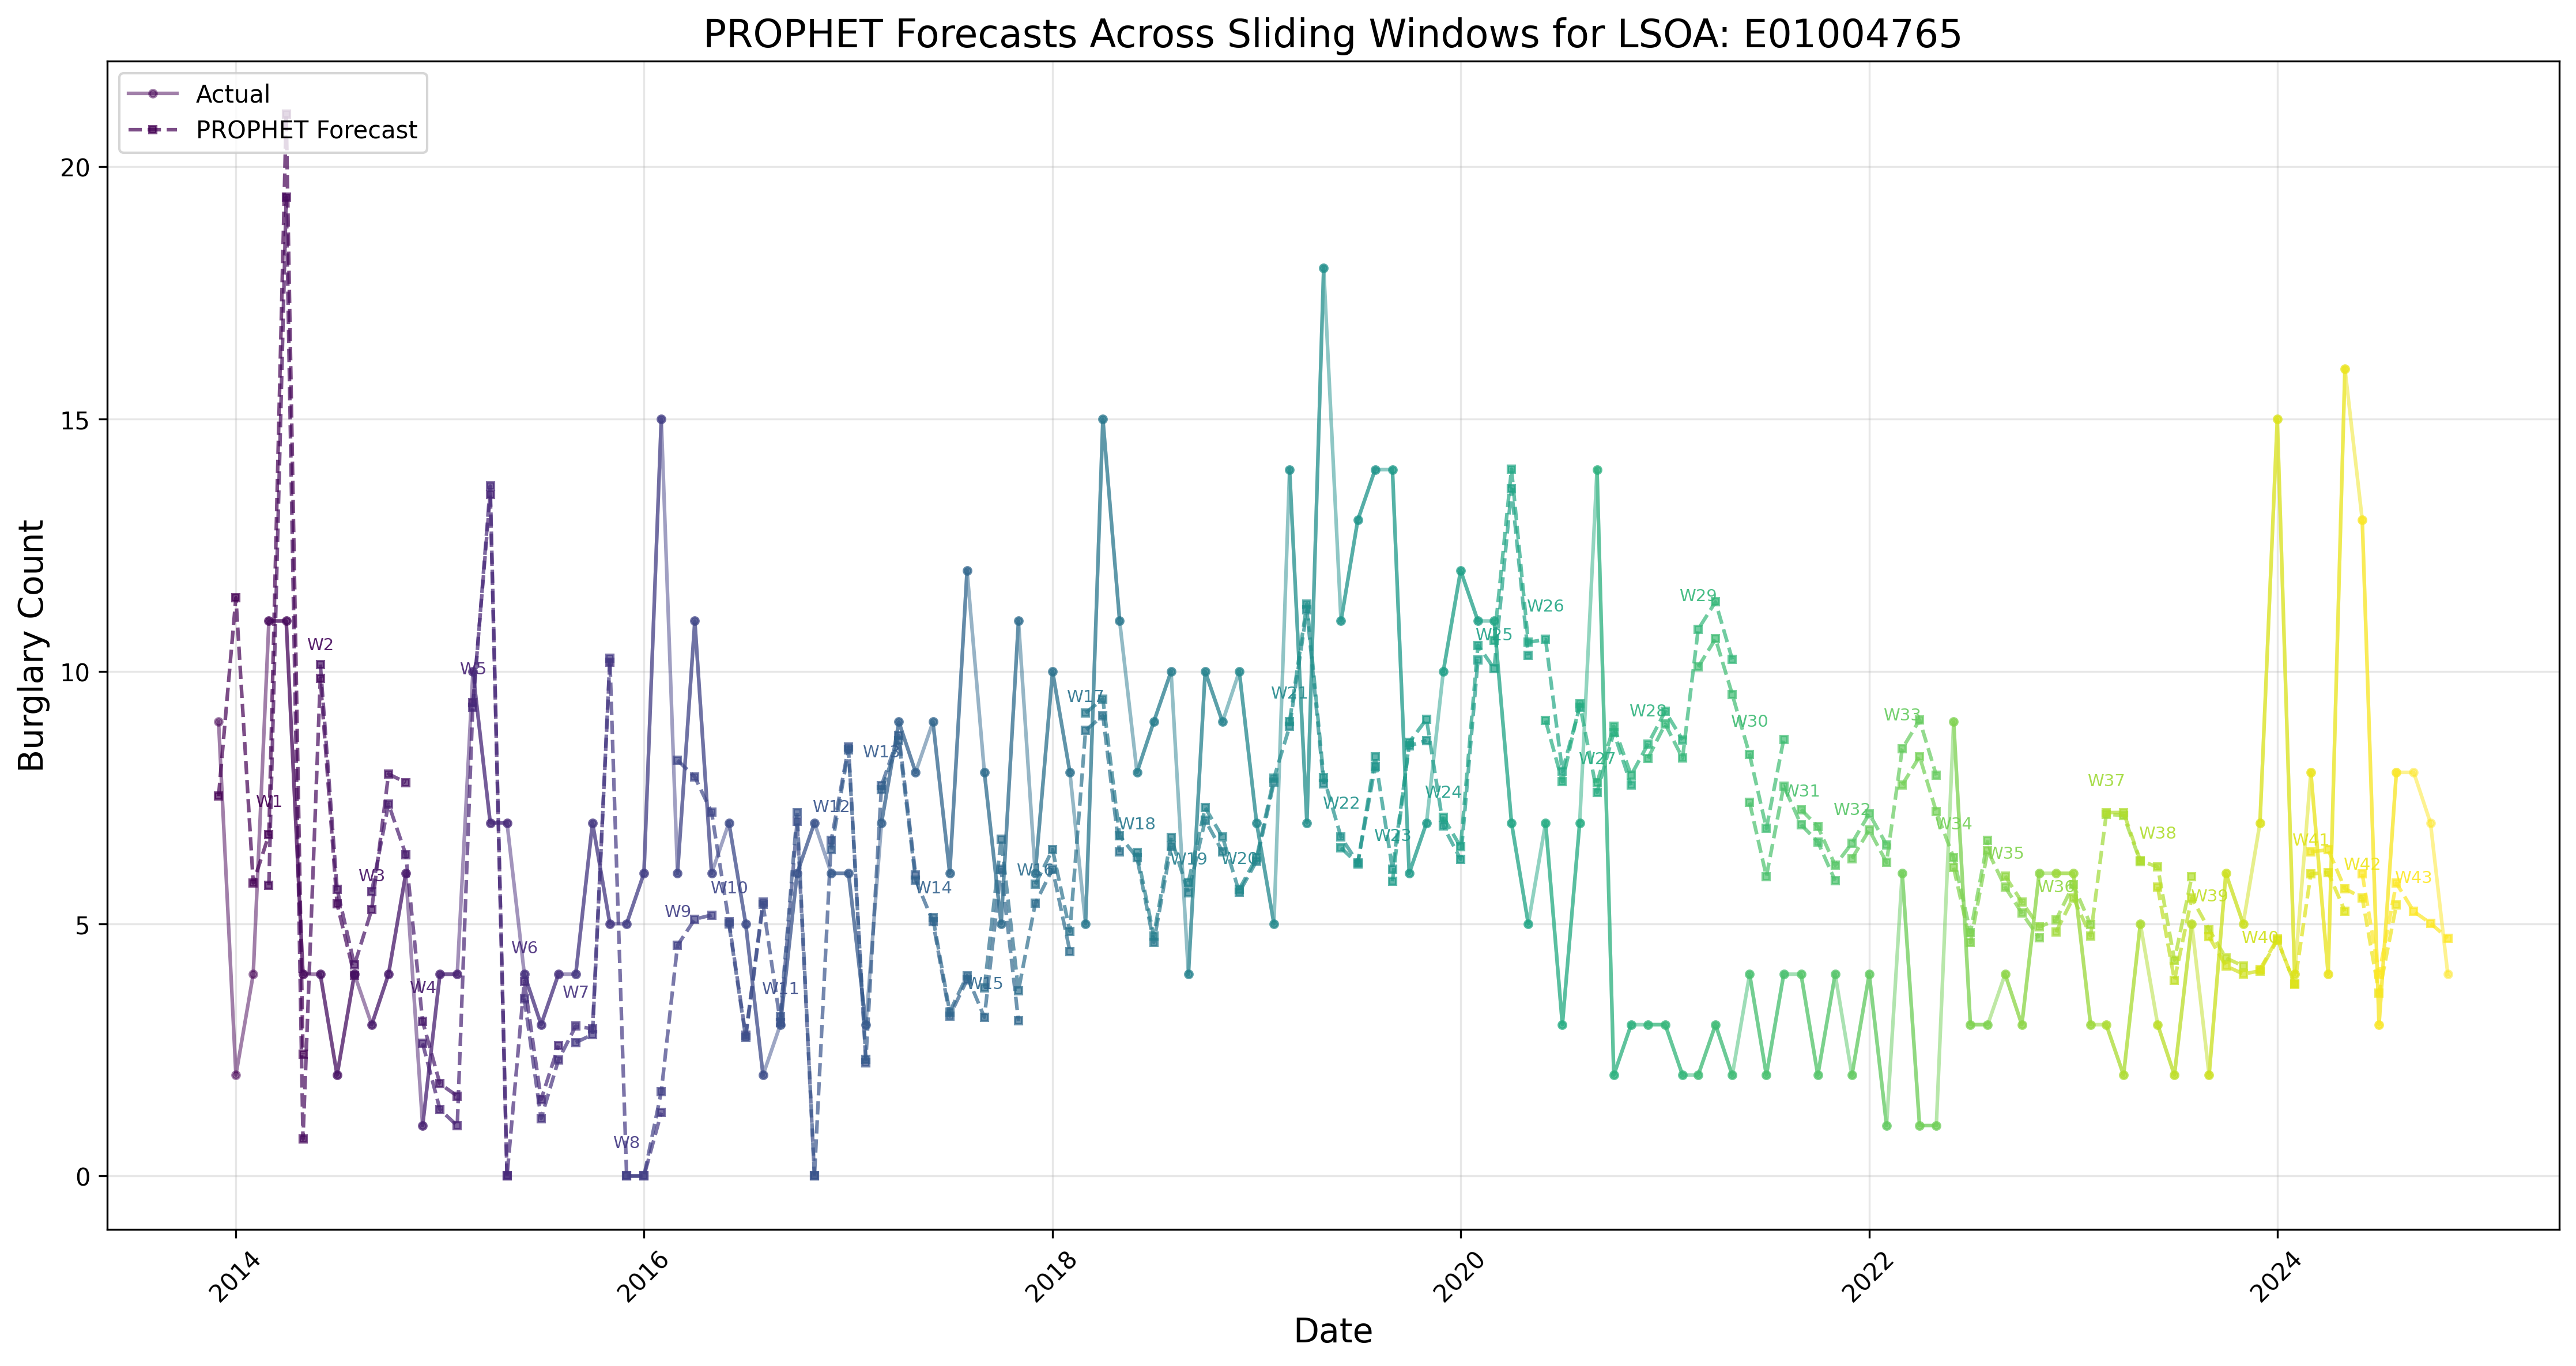 PROPHET Forecasts Across Sliding Windows for LSOA: E01004765
Actual
PROPHET Forecast
Burglary Count
20
15
10
5
0
W1
W2
W3
W4
W5
W6
W7
W8
W9
W10
W11
W12
W13
W14
W15
W16
W17
W18
W19
W20
W21
W22
W23
W24
W25
W26
W27
W28
W29
W30
W31
W32
W33
W34
W35
W36
W37
W38
W39
W40
W41
W42
W43
2014
2016
2018
2020
2022
2024
Date